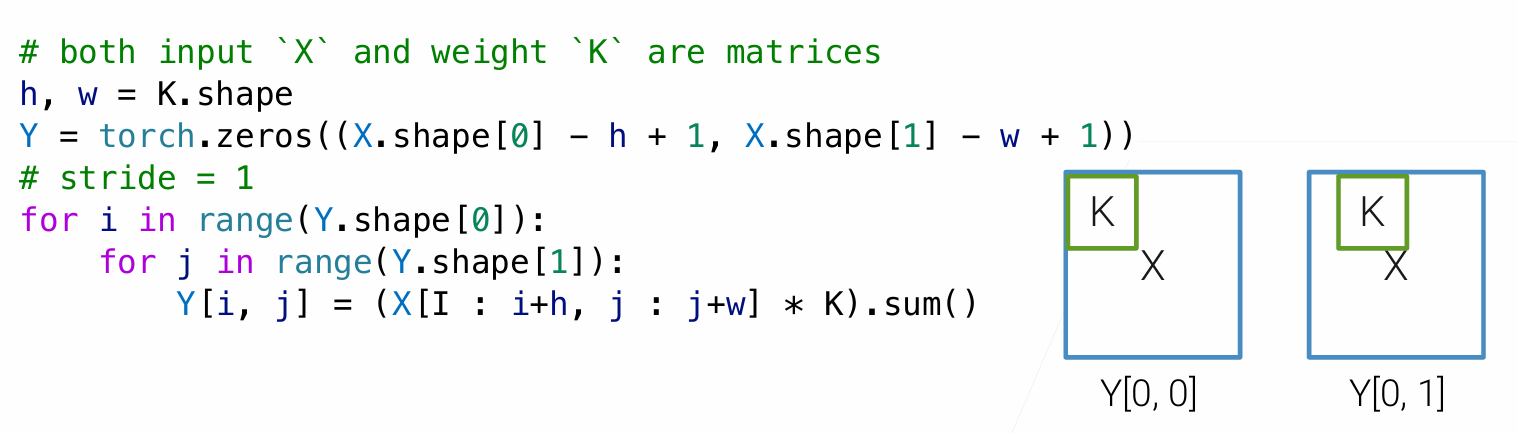 # both input `X` and weight `K` are matrices
h, w = K.shape
Y = torch.zeros((X.shape[0] - h + 1, X.shape[1] - w + 1))
# stride = 1
for i in range(Y.shape[0]):
    for j in range(Y.shape[1]):
        Y[i, j] = (X[I : i+h, j : j+w] * K).sum()
K
X
Y[0, 0]
K
X
Y[0, 1]